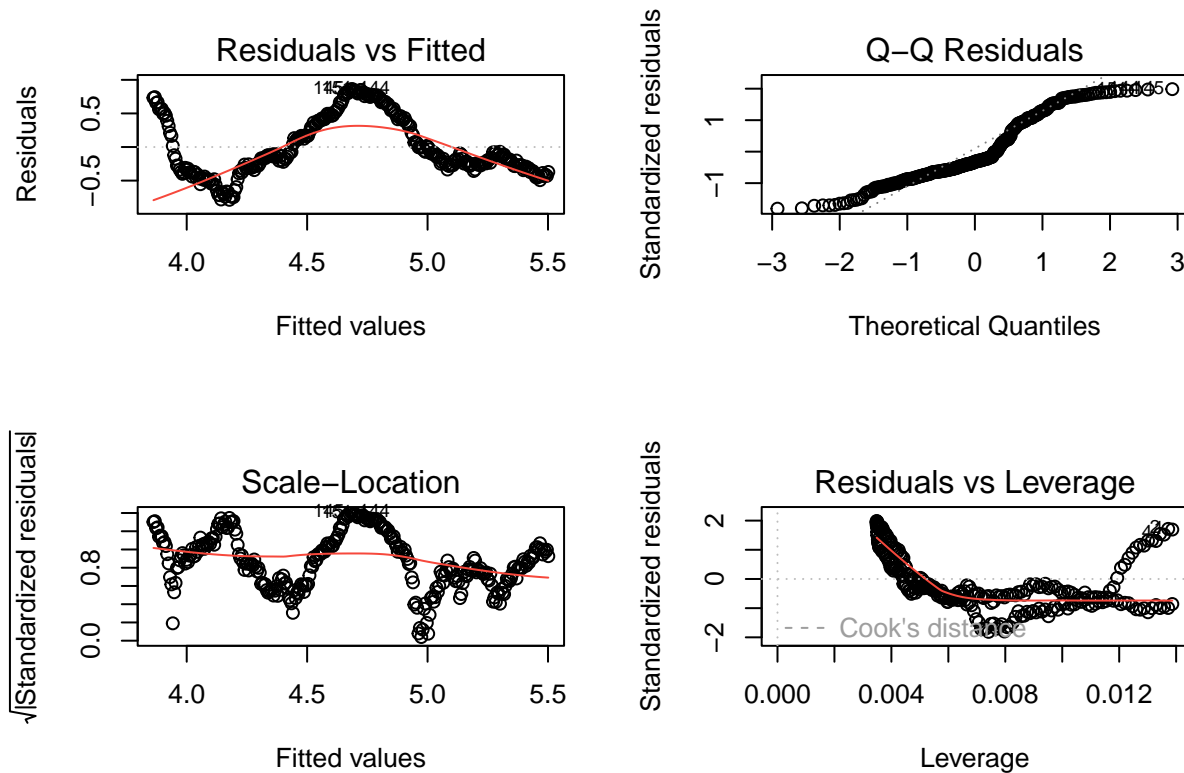 Residuals vs Fitted
Residuals
0.5
−0.5
4.0 4.5 5.0 5.5
Fitted values
144
Q−Q Residuals
Standardized residuals
1
−1
−3 −2 −1 0 1 2 3
Theoretical Quantiles
Scale−Location
√|Standardized residuals|
0.8
0.0
4.0 4.5 5.0 5.5
Fitted values
144
Residuals vs Leverage
Standardized residuals
2
0
−2
Cook's distance
0.000 0.004 0.008 0.012
Leverage